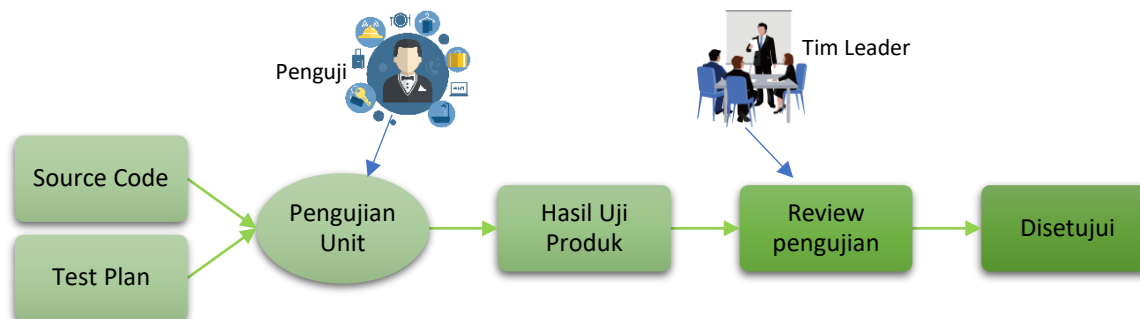 Penguji
Tim Leader
Source Code
Test Plan
Pengujian
Unit
Hasil Uji
Produk
Review
pengujian
Disetujui